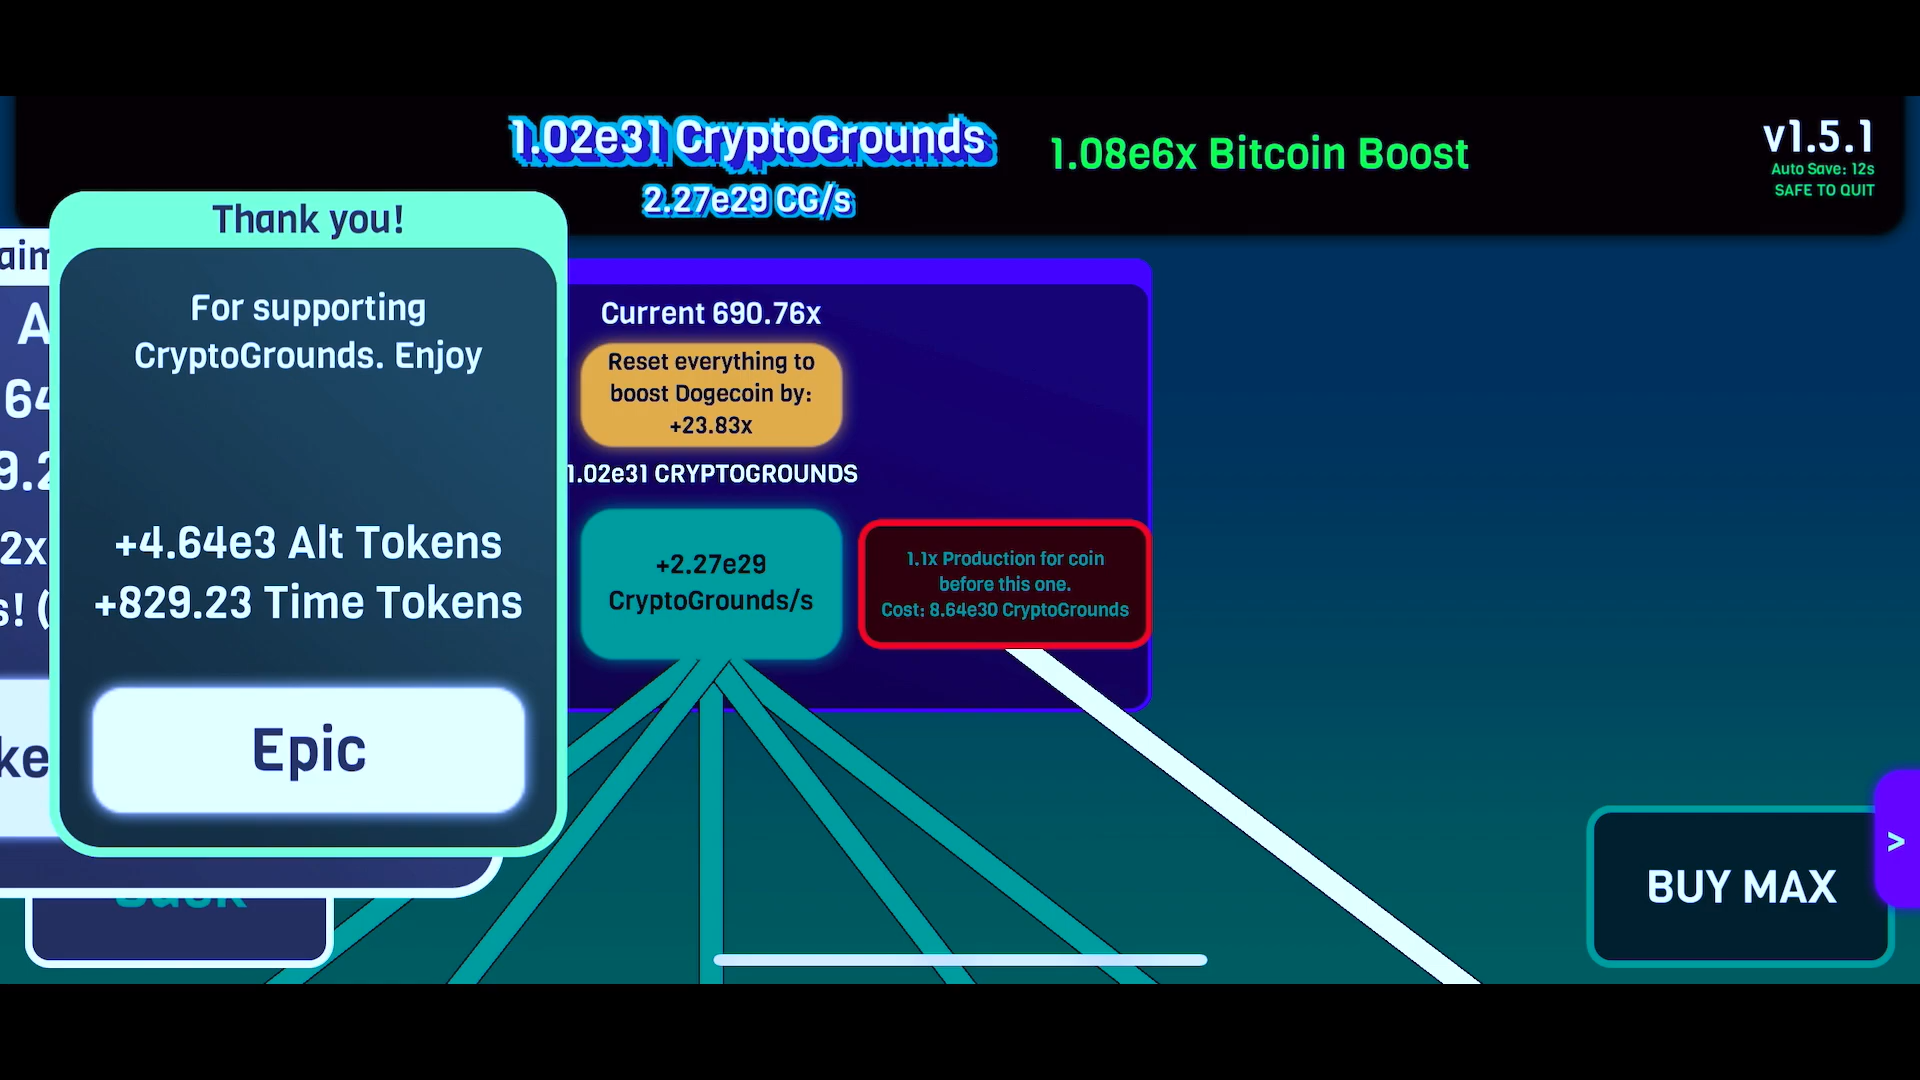 1.02e31 CryptoGrounds
2.27e29 CG/s
1.08e6x Bitcoin Boost
v1.5.1
Auto Save: 12s
SAFE TO QUIT
Thank you!
For supporting
CryptoGrounds. Enjoy
+4.64e3 Alt Tokens
+829.23 Time Tokens
Epic
Current 690.76x
Reset everything to
boost Dogecoin by:
+23.83x
1.02e31 CRYPTOGROUNDS
+2.27e29
CryptoGrounds/s
1.1x Production for coin
before this one.
Cost: 8.64e30 CryptoGrounds
BUY MAX
>